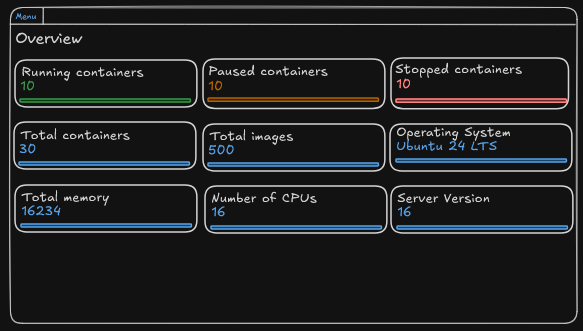 Menu
Overview
Running containers
10
Paused containers
10
Stopped containers
10
Total containers
30
Total images
500
Operating System
Ubuntu 24 LTS
Total memory
16234
Number of CPUs
16
Server Version
16